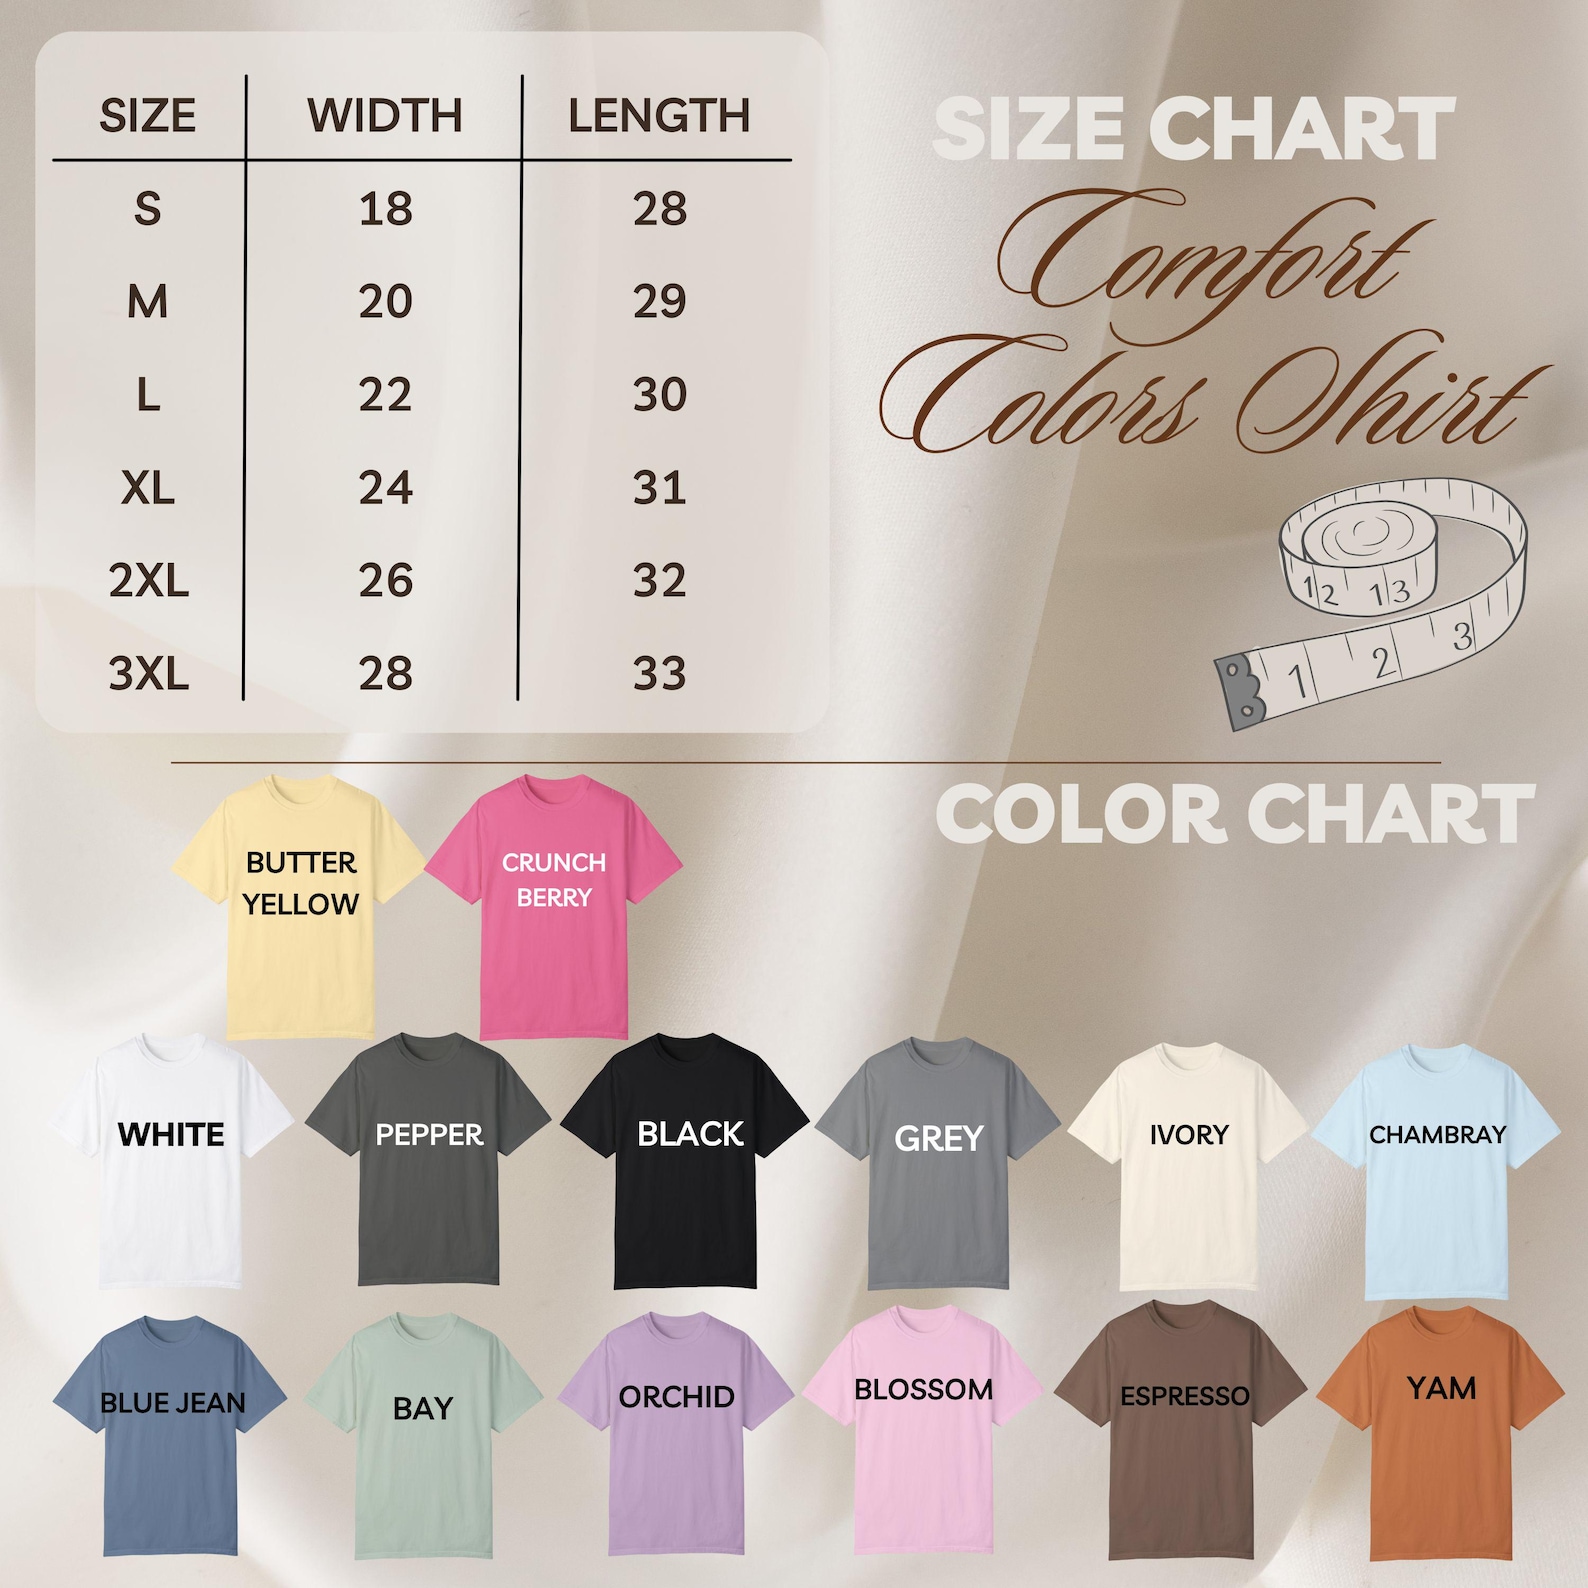 SIZE WIDTH LENGTH
S 18 28
M 20 29
L 22 30
XL 24 31
2XL 26 32
3XL 28 33
SIZE CHART
Comfort
Colors Shirt
12 13
1 2 3
COLOR CHART
BUTTER
YELLOW
CRUNCH
BERRY
WHITE
PEPPER
BLACK
GREY
IVORY
CHAMBRAY
BLUE JEAN
BAY
ORCHID
BLOSSOM
ESPRESSO
YAM